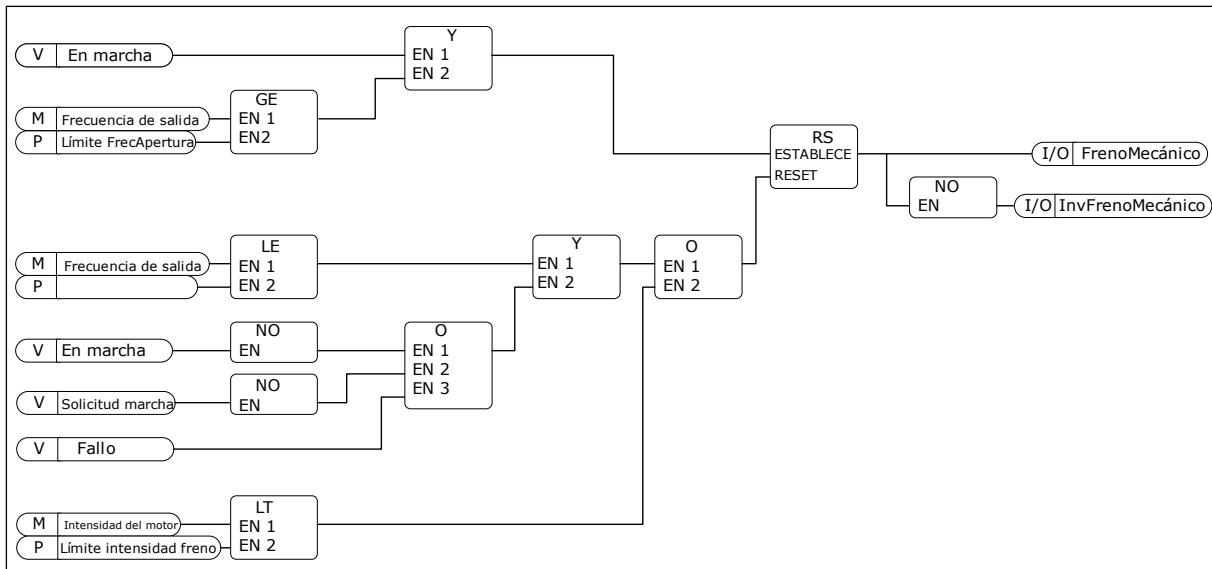 Y
V En marcha
EN 1
EN 2
GE
M Frecuencia de salida
EN 1
P Límite FrecApertura
EN2
RS
ESTABLECE
RESET
I/O FrenoMecánico
NO
EN
I/O InvFrenoMecánico
LE
M Frecuencia de salida
EN 1
P
EN 2
Y
EN 1
EN 2
O
EN 1
EN 2
V En marcha
NO
EN
O
EN 1
EN 2
EN 3
V Solicitud marcha
NO
EN
V Fallo
LT
M Intensidad del motor
EN 1
P Límite intensidad freno
EN 2